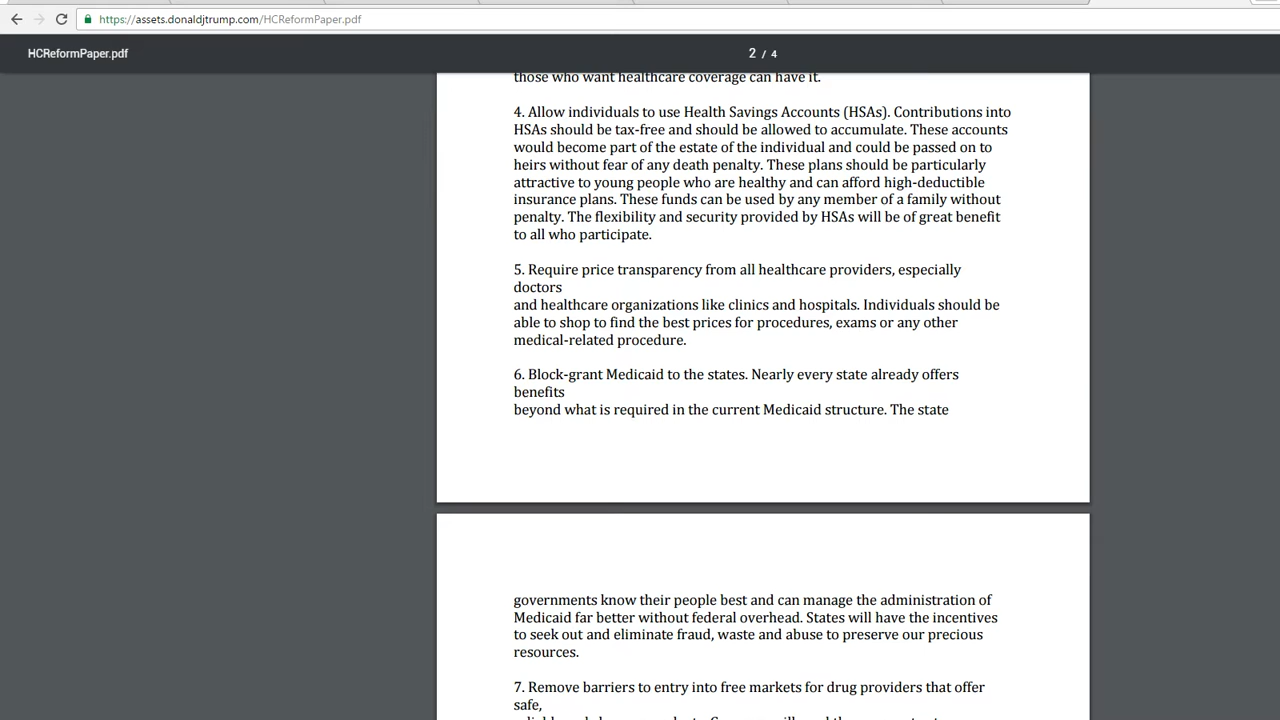 https://assets.donaldjtrump.com/HCReformPaper.pdf
HCReformPaper.pdf
2 / 4
those who want healthcare coverage can have it.
4. Allow individuals to use Health Savings Accounts (HSAs). Contributions into
HSAs should be tax-free and should be allowed to accumulate. These accounts
would become part of the estate of the individual and could be passed on to
heirs without fear of any death penalty. These plans should be particularly
attractive to young people who are healthy and can afford high-deductible
insurance plans. These funds can be used by any member of a family without
penalty. The flexibility and security provided by HSAs will be of great benefit
to all who participate.
5. Require price transparency from all healthcare providers, especially
doctors
and healthcare organizations like clinics and hospitals. Individuals should be
able to shop to find the best prices for procedures, exams or any other
medical-related procedure.
6. Block-grant Medicaid to the states. Nearly every state already offers
benefits
beyond what is required in the current Medicaid structure. The state
governments know their people best and can manage the administration of
Medicaid far better without federal overhead. States will have the incentives
to seek out and eliminate fraud, waste and abuse to preserve our precious
resources.
7. Remove barriers to entry into free markets for drug providers that offer
safe,